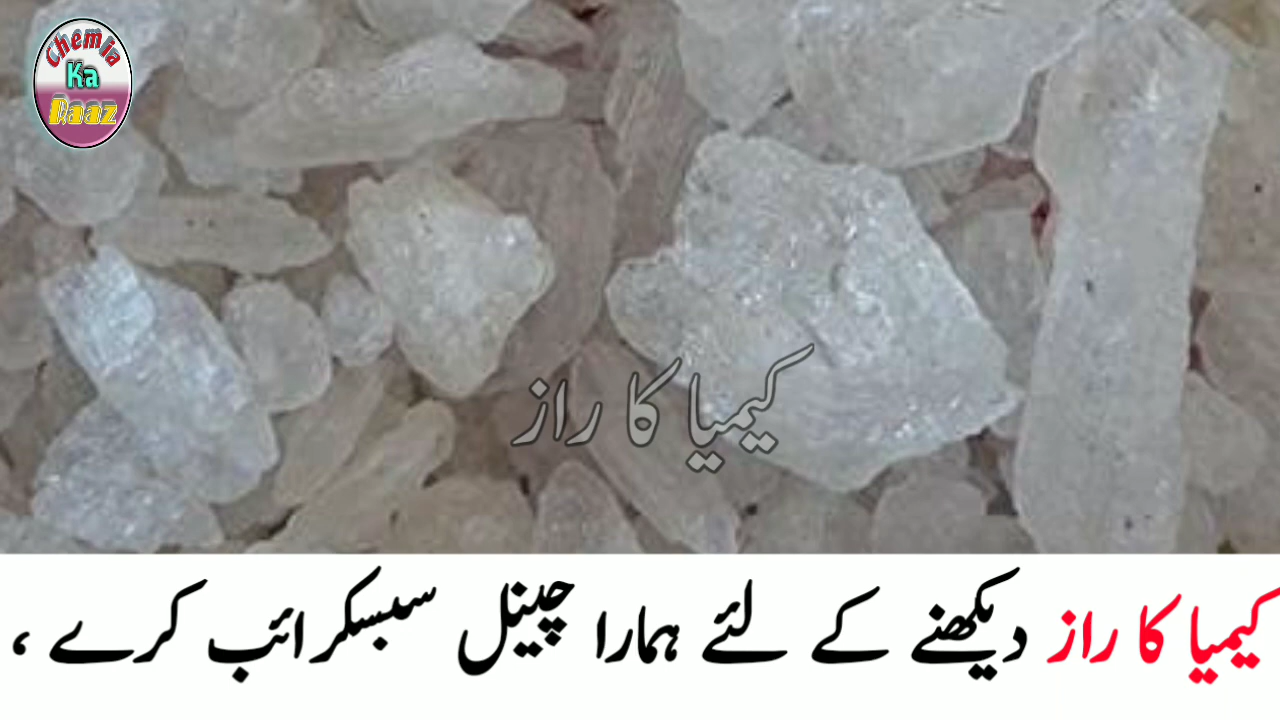 Chemia
Ka
Raaz
کیمیا کا راز
کیمیا کا راز دیکھنے کے لئے ہمارا چینل سبسکرائب کرے ،